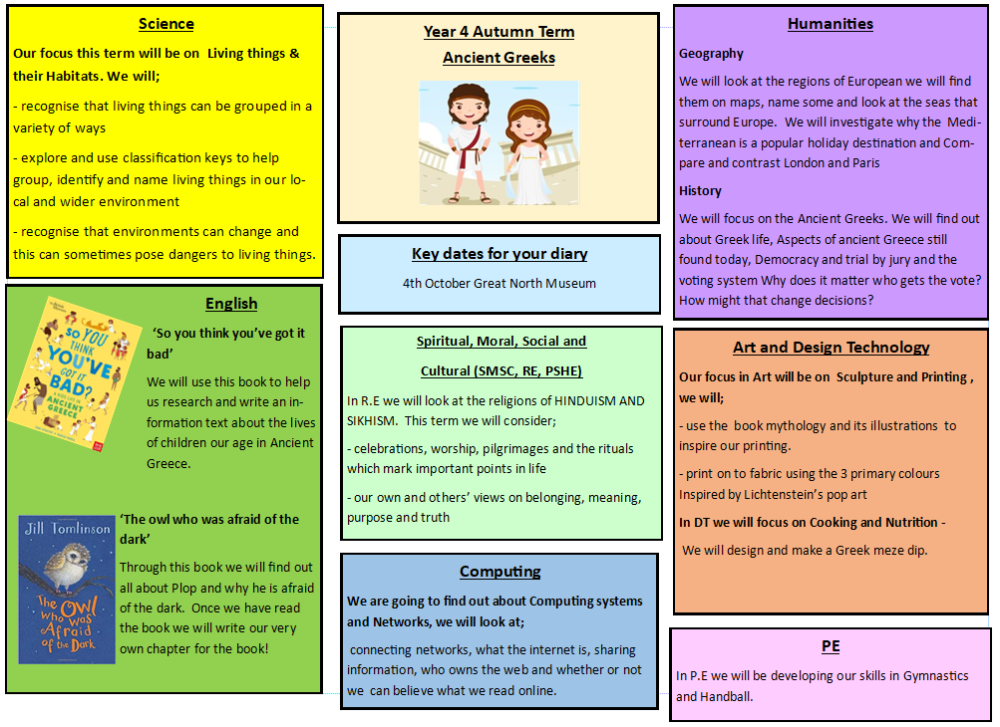 Science
Our focus this term will be on Living things &
their Habitats. We will;
- recognise that living things can be grouped in a
variety of ways
- explore and use classification keys to help
group, identify and name living things in our lo-
cal and wider environment
- recognise that environments can change and
this can sometimes pose dangers to living things.
English
SO YOU
THINK
YOU'VE
GOT IT
BAD?
A KID'S LIFE IN
ANCIENT
GREECE
‘So you think you’ve got it
bad’
We will use this book to help
us research and write an in-
formation text about the lives
of children our age in Ancient
Greece.
Jill Tomlinson
The Owl
Who Was
Afraid
of the Dark
‘The owl who was afraid of the
dark’
Through this book we will find out
all about Plop and why he is afraid
of the dark. Once we have read
the book we will write our very
own chapter for the book!
Year 4 Autumn Term
Ancient Greeks
Key dates for your diary
4th October Great North Museum
Spiritual, Moral, Social and
Cultural (SMSC, RE, PSHE)
In R.E we will look at the religions of HINDUISM AND
SIKHISM. This term we will consider;
- celebrations, worship, pilgrimages and the rituals
which mark important points in life
- our own and others’ views on belonging, meaning,
purpose and truth
Computing
We are going to find out about Computing systems
and Networks, we will look at;
connecting networks, what the internet is, sharing
information, who owns the web and whether or not
we can believe what we read online.
Humanities
Geography
We will look at the regions of European we will find
them on maps, name some and look at the seas that
surround Europe. We will investigate why the Medi-
terranean is a popular holiday destination and Com-
pare and contrast London and Paris
History
We will focus on the Ancient Greeks. We will find out
about Greek life, Aspects of ancient Greece still
found today, Democracy and trial by jury and the
voting system Why does it matter who gets the vote?
How might that change decisions?
Art and Design Technology
Our focus in Art will be on Sculpture and Printing ,
we will;
- use the book mythology and its illustrations to
inspire our printing.
- print on to fabric using the 3 primary colours
Inspired by Lichtenstein’s pop art
In DT we will focus on Cooking and Nutrition -
We will design and make a Greek meze dip.
PE
In P.E we will be developing our skills in Gymnastics
and Handball.